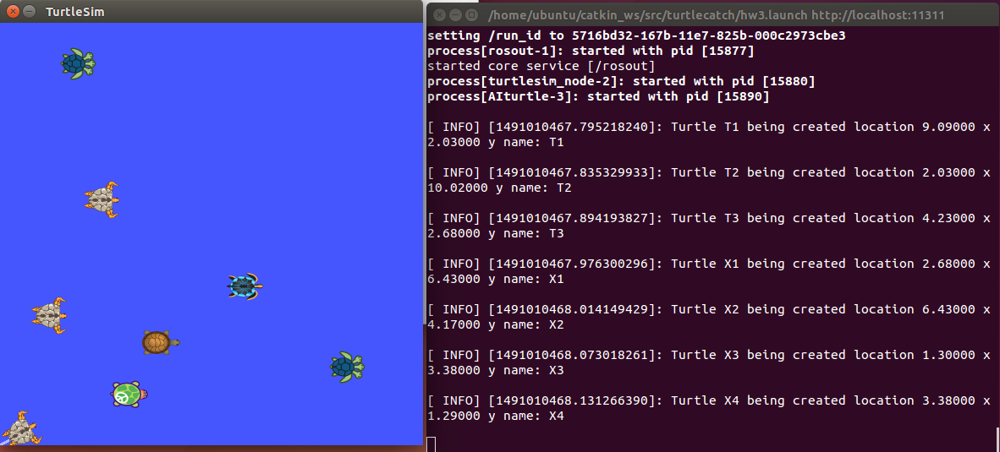 TurtleSim
/home/ubuntu/catkin_ws/src/turtlecatch/hw3.launch http://localhost:11311
setting /run_id to 5716bd32-167b-11e7-825b-000c2973cbe3
process[rosout-1]: started with pid [15877]
started core service [/rosout]
process[turtlesim_node-2]: started with pid [15880]
process[AIturtle-3]: started with pid [15890]
[ INFO] [1491010467.795218240]: Turtle T1 being created location 9.09000 x
2.03000 y name: T1
[ INFO] [1491010467.835329933]: Turtle T2 being created location 2.03000 x
10.02000 y name: T2
[ INFO] [1491010467.894193827]: Turtle T3 being created location 4.23000 x
2.68000 y name: T3
[ INFO] [1491010467.976300296]: Turtle X1 being created location 2.68000 x
6.43000 y name: X1
[ INFO] [1491010468.014149429]: Turtle X2 being created location 6.43000 x
4.17000 y name: X2
[ INFO] [1491010468.073018261]: Turtle X3 being created location 1.30000 x
3.38000 y name: X3
[ INFO] [1491010468.131266390]: Turtle X4 being created location 3.38000 x
1.29000 y name: X4